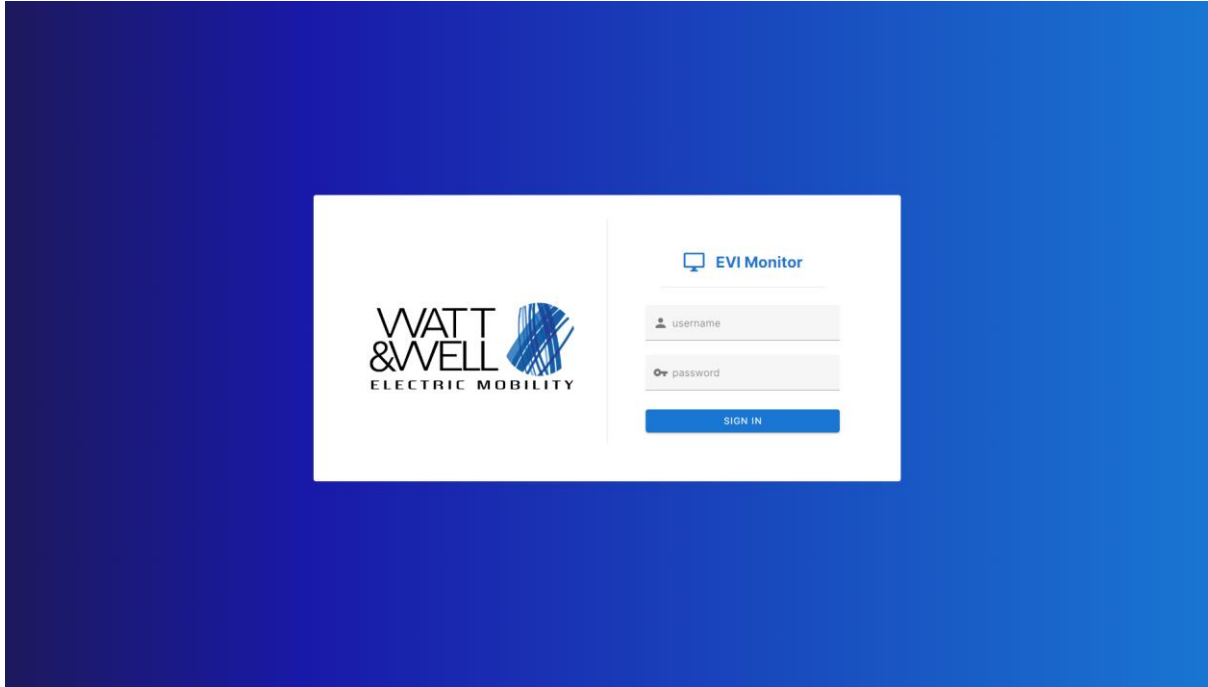 WATT
&WELL
ELECTRIC MOBILITY
EVI Monitor
username
password
SIGN IN